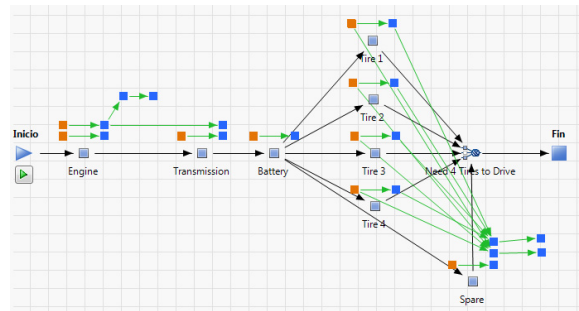 Tire 1
Tire 2
Inicio
Fin
Engine
Transmission
Battery
Tire 3
Need 4 Tires to Drive
Tire 4
Spare